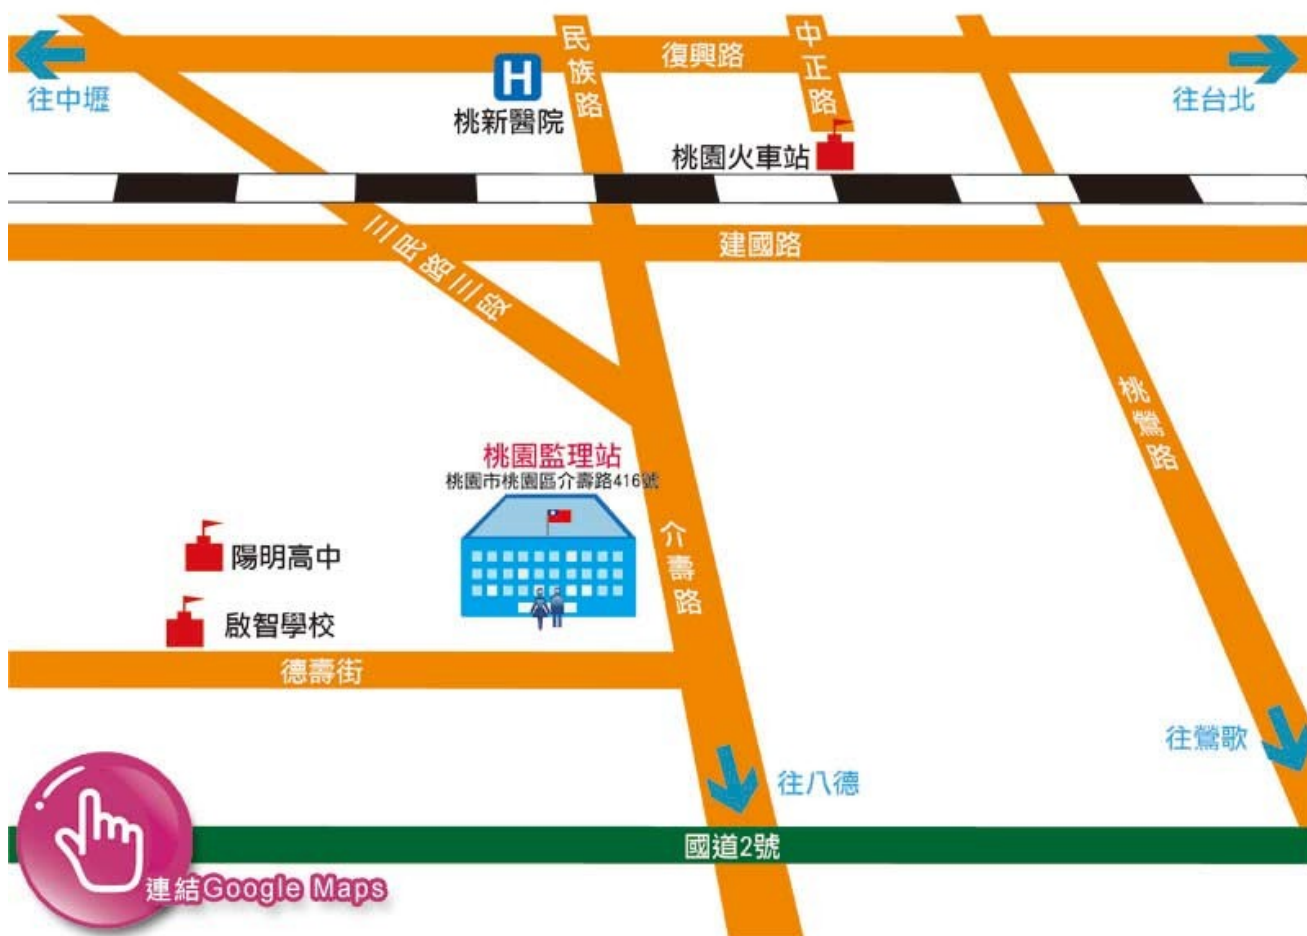 民族路
復興路
中正路
往中壢
往台北
桃新醫院
桃園火車站
建國路
三民路三段
桃鶯路
桃園監理站
桃園市桃園區介壽路416號
介壽路
陽明高中
啟智學校
德壽街
往鶯歌
往八德
國道2號
連結Google Maps